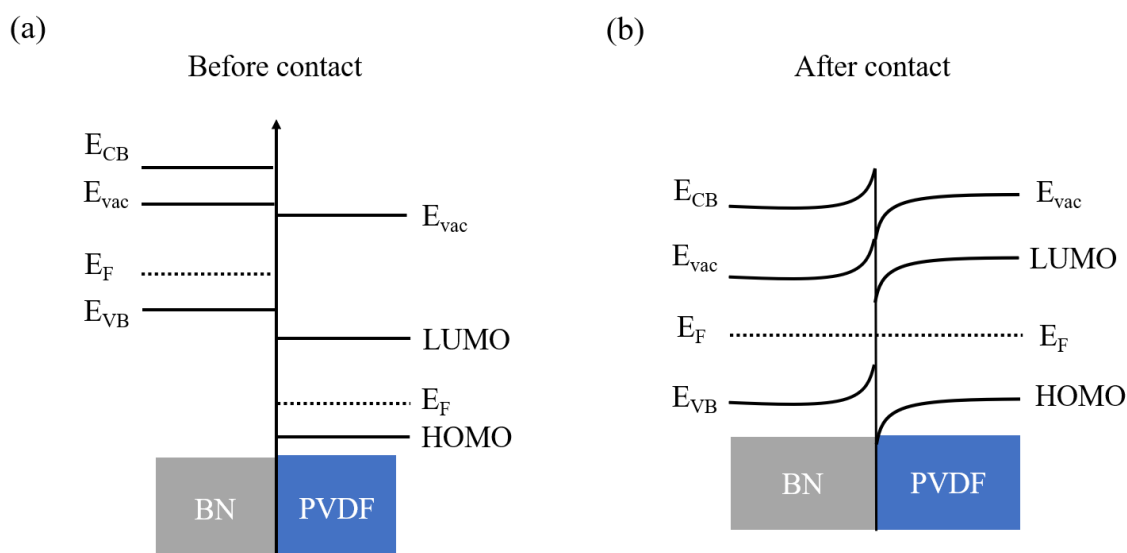 (a)
Before contact
E_CB
E_vac
E_F
E_VB
E_vac
LUMO
E_F
HOMO
BN
PVDF
(b)
After contact
E_CB
E_vac
E_F
E_VB
E_vac
LUMO
E_F
HOMO
BN
PVDF